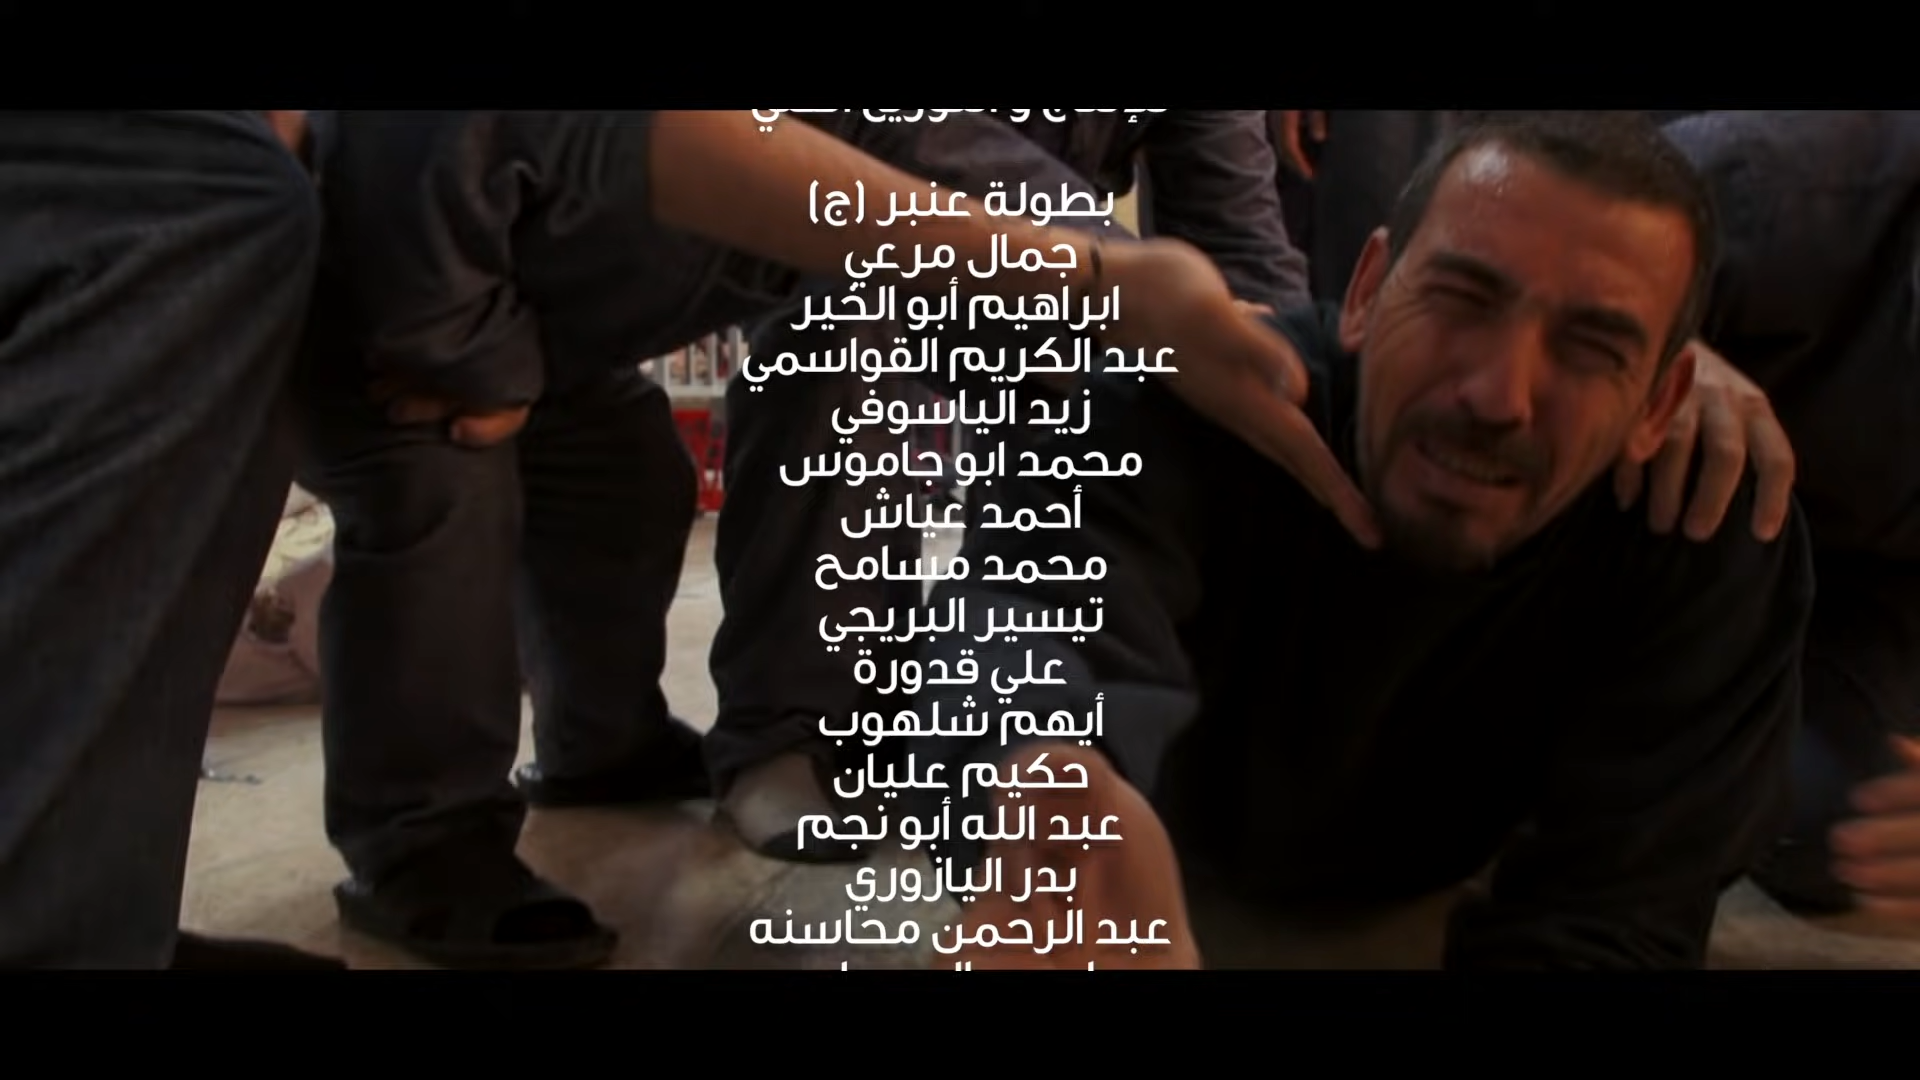 بطولة عنبر (ج)
جمال مرعي
ابراهيم أبو الخير
عبد الكريم القواسمي
زيد الياسوفي
محمد ابو جاموس
أحمد عياش
محمد مسامح
تيسير البريجي
علي قدورة
أيهم شلهوب
حكيم عليان
عبد الله أبو نجم
بدر اليازوري
عبد الرحمن محاسنه